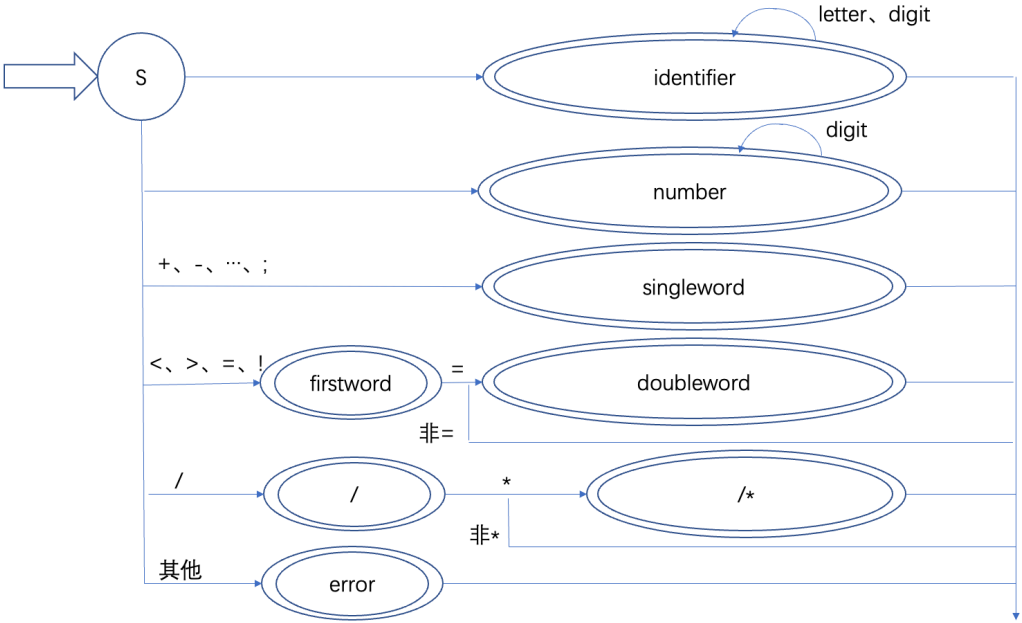 letter、digit
S
identifier
digit
number
+、-、…、;
singleword
<、>、=、!
firstword
=
doubleword
非=
/
/
*
/*
非*
其他
error